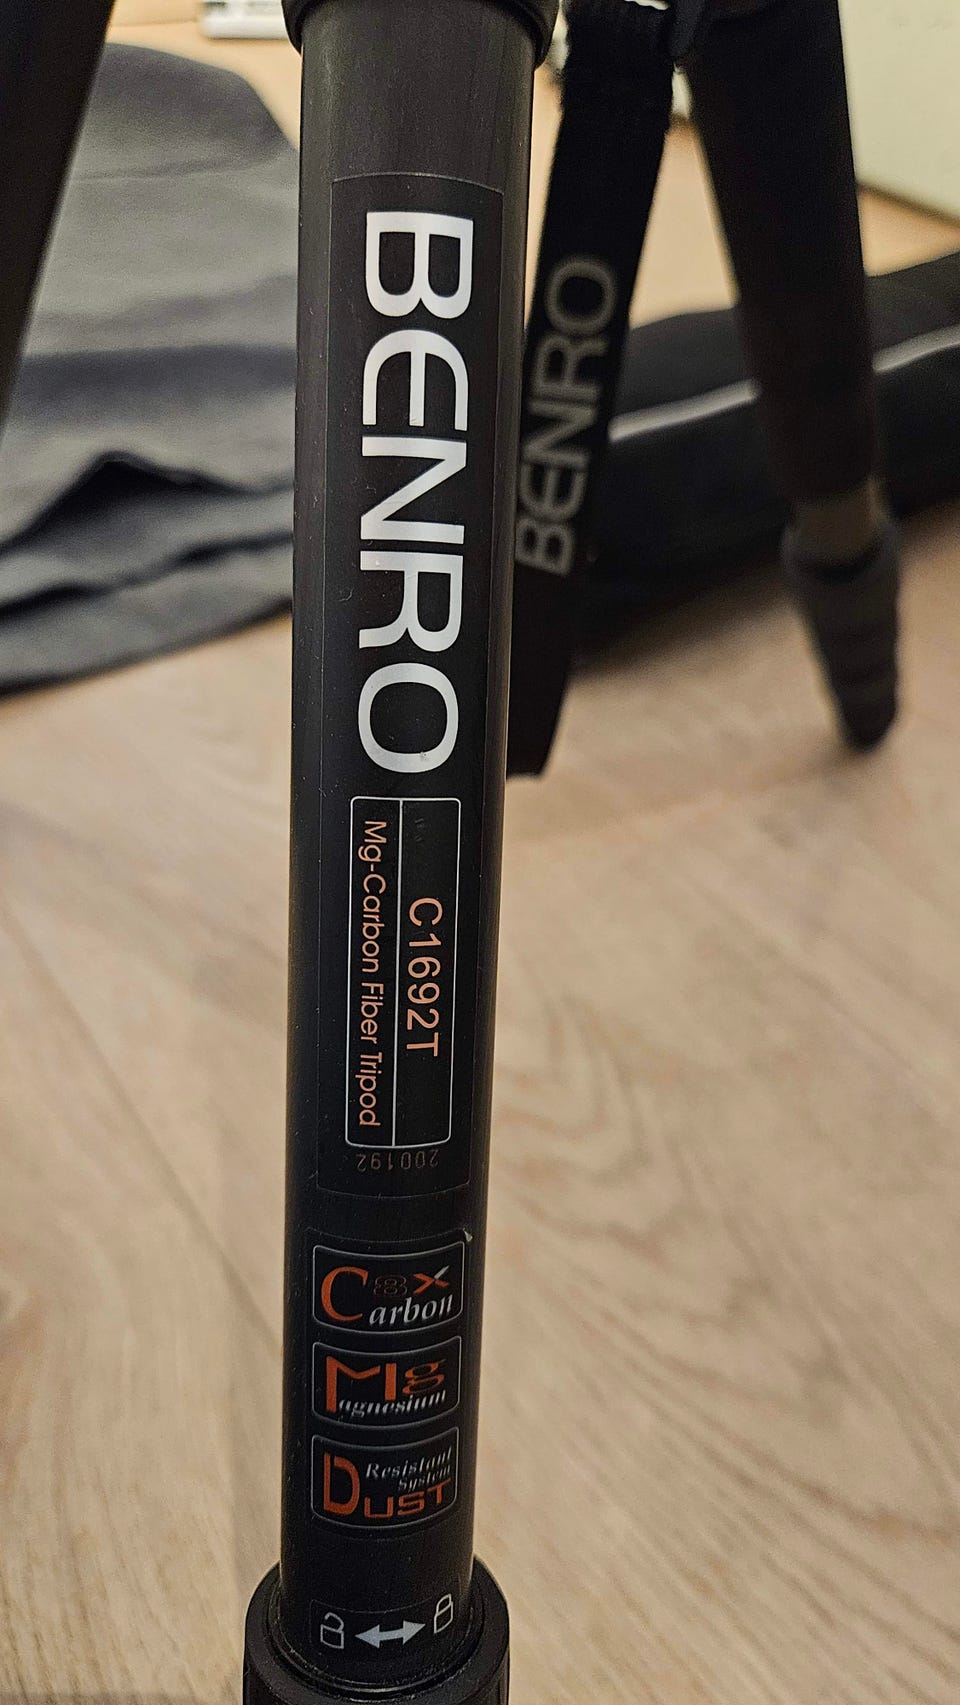 BENRO
C1692T
Mg-Carbon Fiber Tripod
200192
C8X
Carbon
Mg
Magnesium
Resistant
System
DUST
BENRO